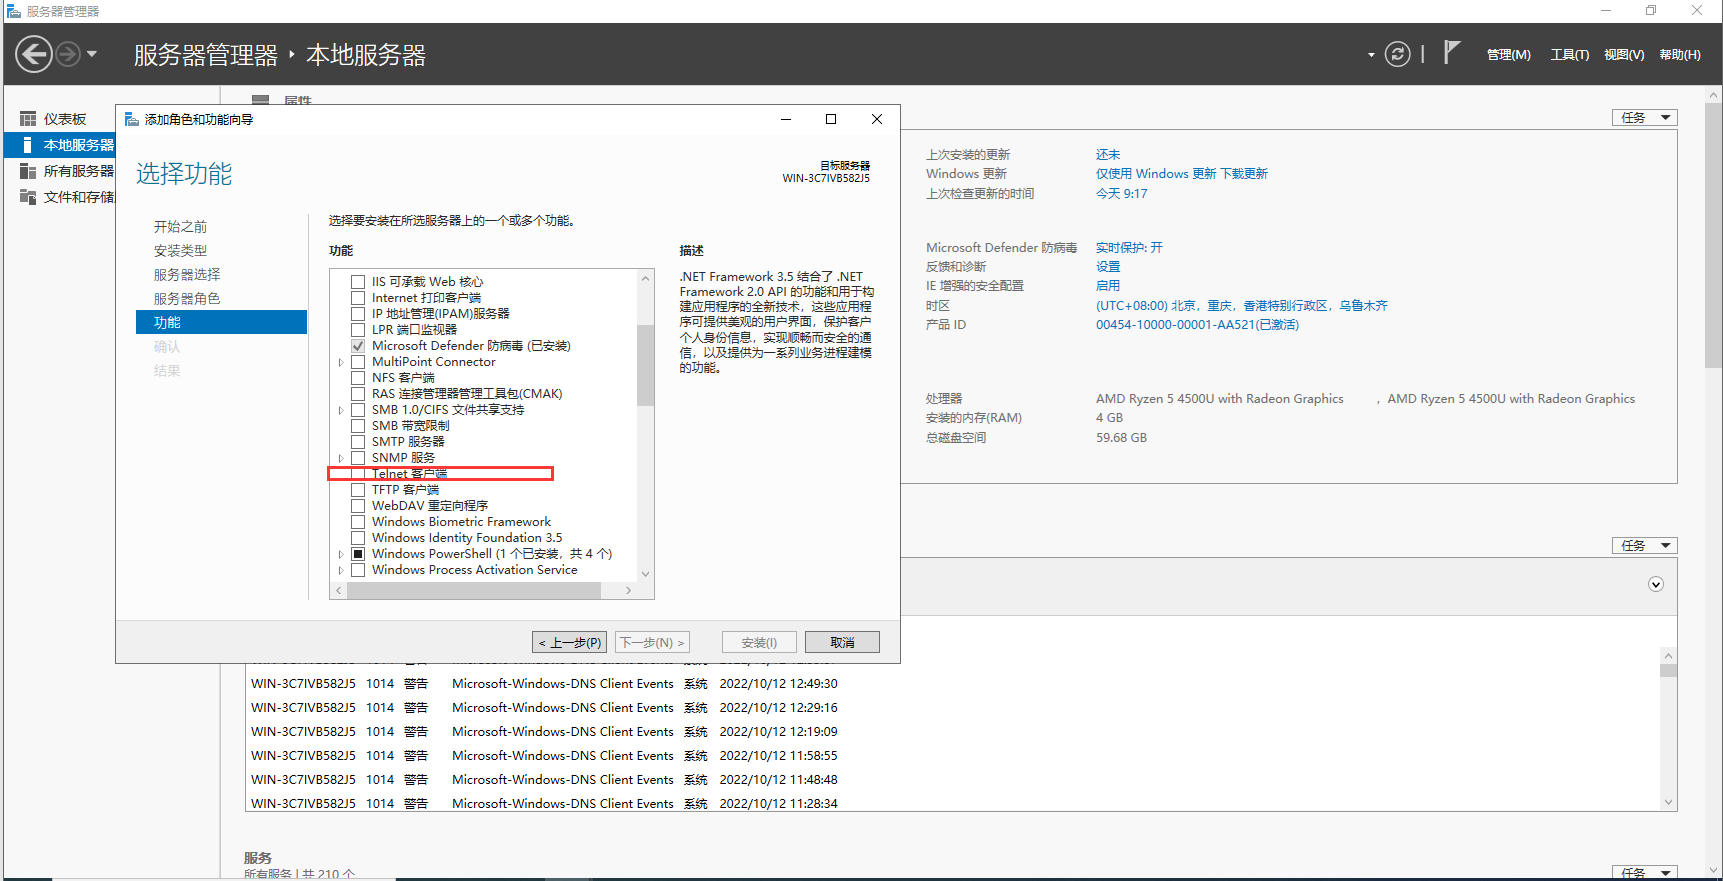 服务器管理器
服务器管理器 · 本地服务器
管理(M) 工具(T) 视图(V) 帮助(H)
仪表板
本地服务器
所有服务器
文件和存储
属性
任务
添加角色和功能向导
选择功能
目标服务器
WIN-3C7IVB582J5
开始之前
安装类型
服务器选择
服务器角色
功能
确认
结果
选择要安装在所选服务器上的一个或多个功能。
功能
IIS 可承载 Web 核心
Internet 打印客户端
IP 地址管理(IPAM)服务器
LPR 端口监视器
Microsoft Defender 防病毒 (已安装)
MultiPoint Connector
NFS 客户端
RAS 连接管理器管理工具包(CMAK)
SMB 1.0/CIFS 文件共享支持
SMB 带宽限制
SMTP 服务器
SNMP 服务
Telnet 客户端
TFTP 客户端
WebDAV 重定向程序
Windows Biometric Framework
Windows Identity Foundation 3.5
Windows PowerShell (1 个已安装，共 4 个)
Windows Process Activation Service
描述
.NET Framework 3.5 结合了 .NET
Framework 2.0 API 的功能和用于构
建应用程序的全新技术，这些应用程
序可提供美观的用户界面，保护客户
个人身份信息，实现顺畅而安全的通
信，以及提供为一系列业务进程建模
的功能。
< 上一步(P) 下一步(N) > 安装(I) 取消
上次安装的更新 还未
Windows 更新 仅使用 Windows 更新 下载更新
上次检查更新的时间 今天 9:17
Microsoft Defender 防病毒 实时保护: 开
反馈和诊断 设置
IE 增强的安全配置 启用
时区 (UTC+08:00) 北京，重庆，香港特别行政区，乌鲁木齐
产品 ID 00454-10000-00001-AA521(已激活)
处理器 AMD Ryzen 5 4500U with Radeon Graphics ，AMD Ryzen 5 4500U with Radeon Graphics
安装的内存(RAM) 4 GB
总磁盘空间 59.68 GB
任务
WIN-3C7IVB582J5 1014 警告 Microsoft-Windows-DNS Client Events 系统 2022/10/12 12:49:30
WIN-3C7IVB582J5 1014 警告 Microsoft-Windows-DNS Client Events 系统 2022/10/12 12:29:16
WIN-3C7IVB582J5 1014 警告 Microsoft-Windows-DNS Client Events 系统 2022/10/12 12:19:09
WIN-3C7IVB582J5 1014 警告 Microsoft-Windows-DNS Client Events 系统 2022/10/12 11:58:55
WIN-3C7IVB582J5 1014 警告 Microsoft-Windows-DNS Client Events 系统 2022/10/12 11:48:48
WIN-3C7IVB582J5 1014 警告 Microsoft-Windows-DNS Client Events 系统 2022/10/12 11:28:34
服务
所有服务 | 共 210 个
任务